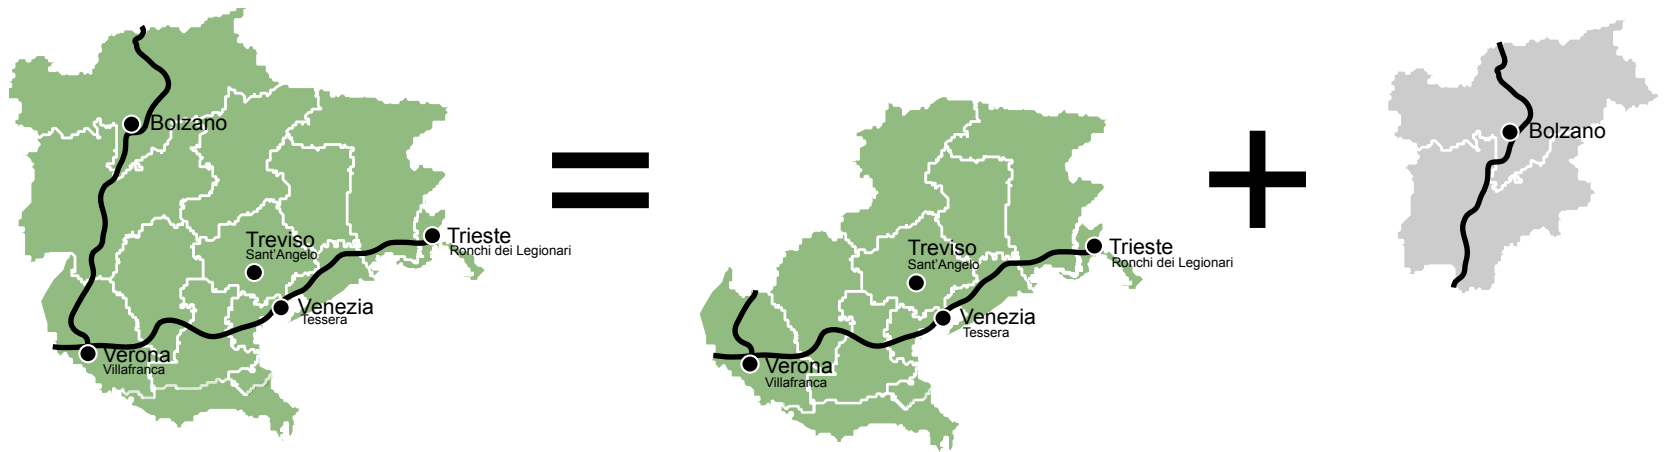 Bolzano
Treviso
Sant'Angelo
Trieste
Ronchi dei Legionari
Venezia
Tessera
Verona
Villafranca
=
Treviso
Sant'Angelo
Trieste
Ronchi dei Legionari
Venezia
Tessera
Verona
Villafranca
+
Bolzano